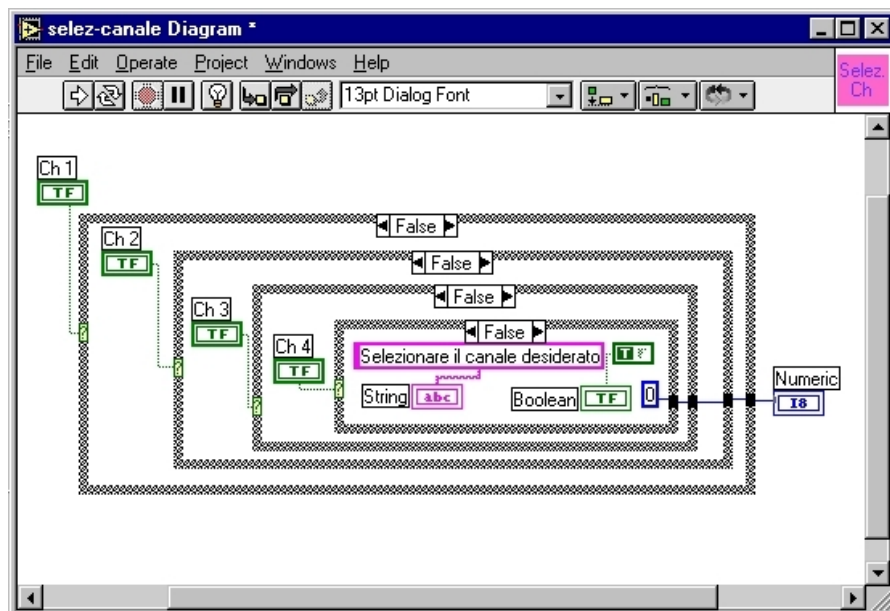 selez-canale Diagram *
File Edit Operate Project Windows Help
13pt Dialog Font
Selez.
Ch
Ch 1
TF
False
Ch 2
TF
False
Ch 3
TF
False
Ch 4
TF
False
Selezionare il canale desiderato
T F
String abc
Boolean TF
0
Numeric
I8
?
?
?
?